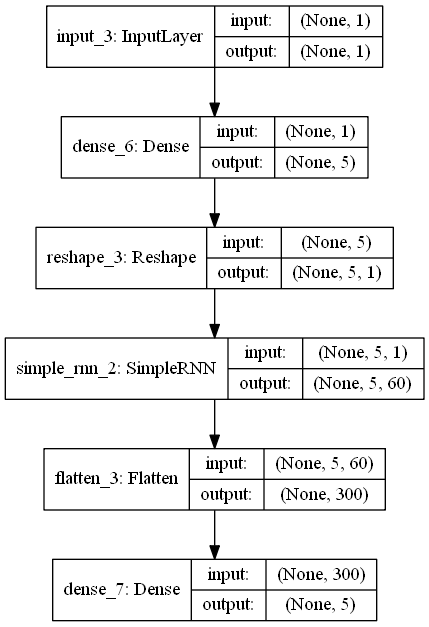 input_3: InputLayer
input: (None, 1)
output: (None, 1)
dense_6: Dense
input: (None, 1)
output: (None, 5)
reshape_3: Reshape
input: (None, 5)
output: (None, 5, 1)
simple_rnn_2: SimpleRNN
input: (None, 5, 1)
output: (None, 5, 60)
flatten_3: Flatten
input: (None, 5, 60)
output: (None, 300)
dense_7: Dense
input: (None, 300)
output: (None, 5)